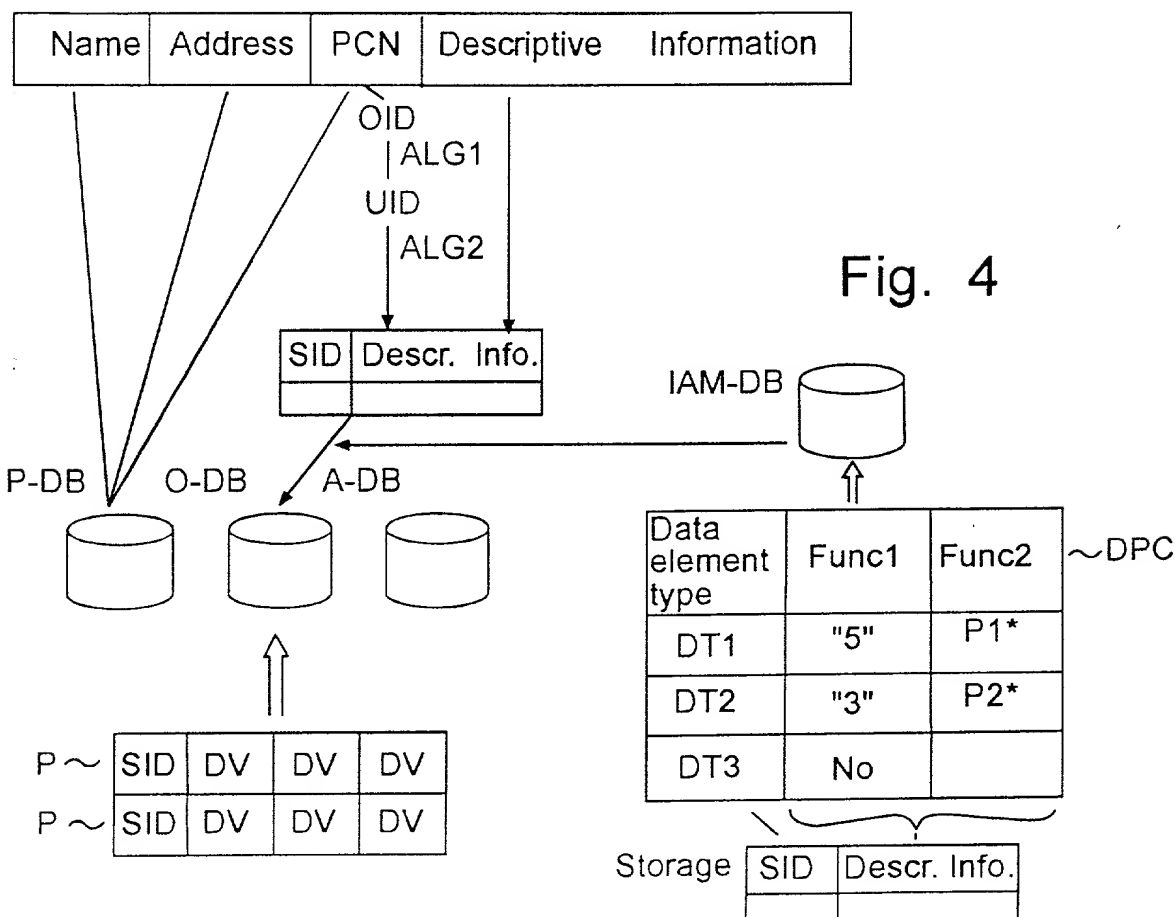 Name Address PCN Descriptive Information
OID
ALG1
UID
ALG2
Fig. 4
SID Descr. Info.
IAM-DB
P-DB O-DB A-DB
Data element type Func1 Func2 ~DPC
DT1 "5" P1*
DT2 "3" P2*
DT3 No
P~ SID DV DV DV
P~ SID DV DV DV
Storage SID Descr. Info.